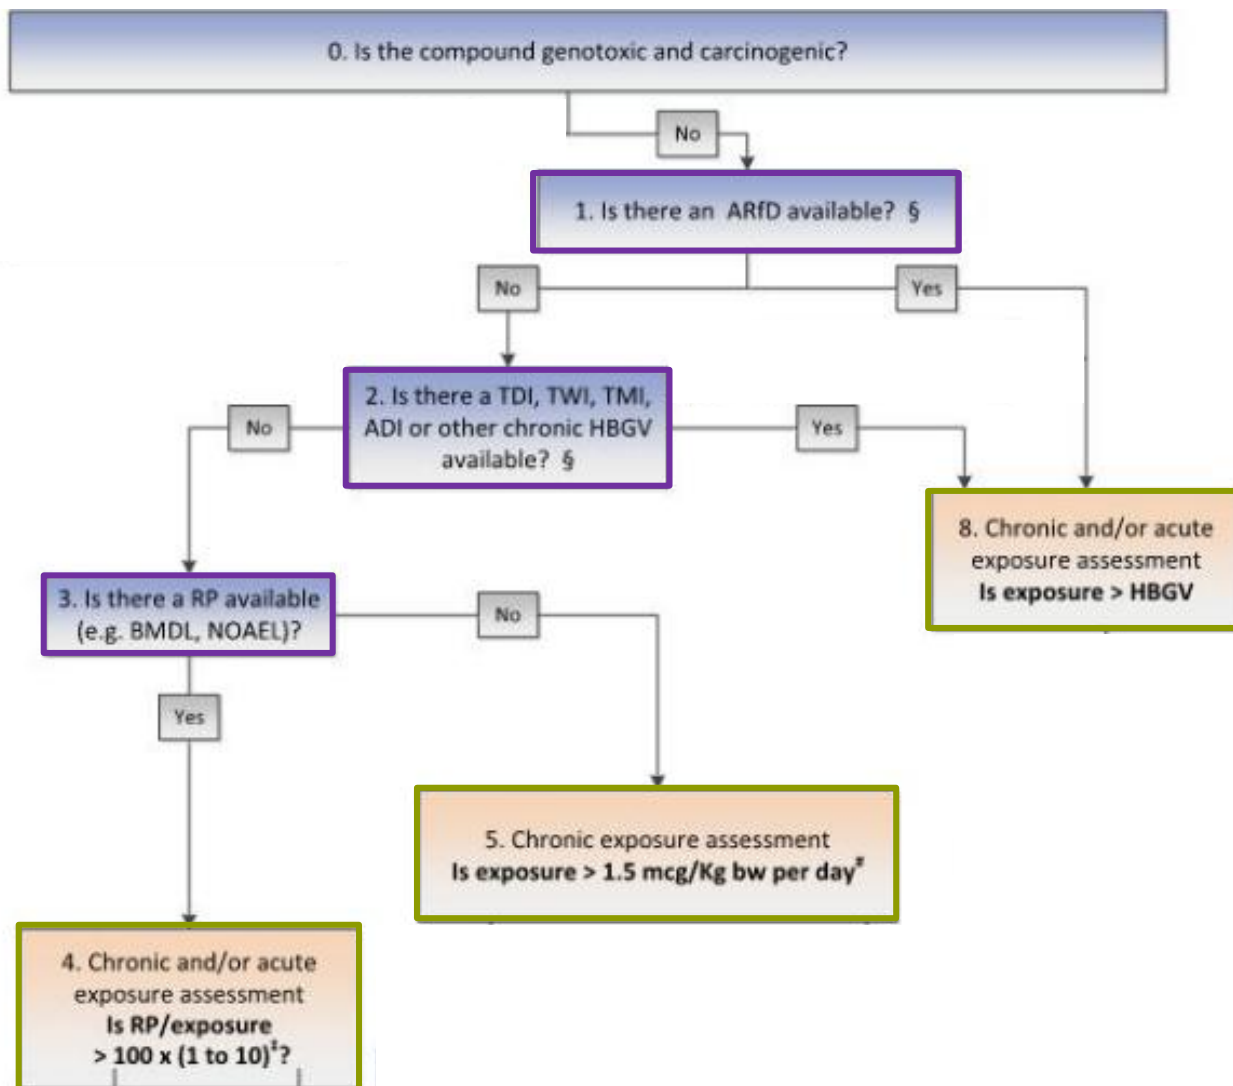 0. Is the compound genotoxic and carcinogenic?
No
1. Is there an ARfD available? §
No
Yes
2. Is there a TDI, TWI, TMI,
ADI or other chronic HBGV
available? §
No
Yes
8. Chronic and/or acute
exposure assessment
Is exposure > HBGV
3. Is there a RP available
(e.g. BMDL, NOAEL)?
No
Yes
5. Chronic exposure assessment
Is exposure > 1.5 mcg/Kg bw per day#
4. Chronic and/or acute
exposure assessment
Is RP/exposure
> 100 x (1 to 10)‡?